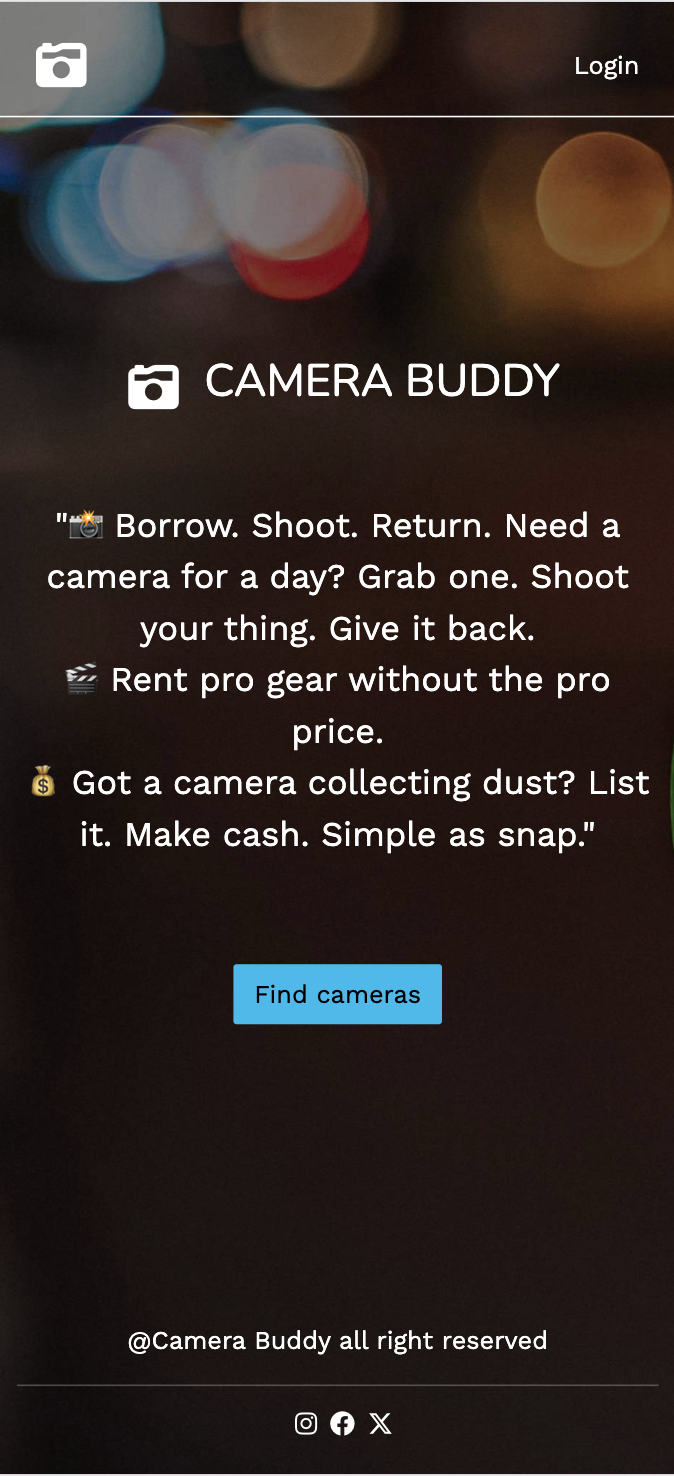 Login
CAMERA BUDDY
"📸 Borrow. Shoot. Return. Need a
camera for a day? Grab one. Shoot
your thing. Give it back.
🎬 Rent pro gear without the pro
price.
💰 Got a camera collecting dust? List
it. Make cash. Simple as snap."
Find cameras
@Camera Buddy all right reserved